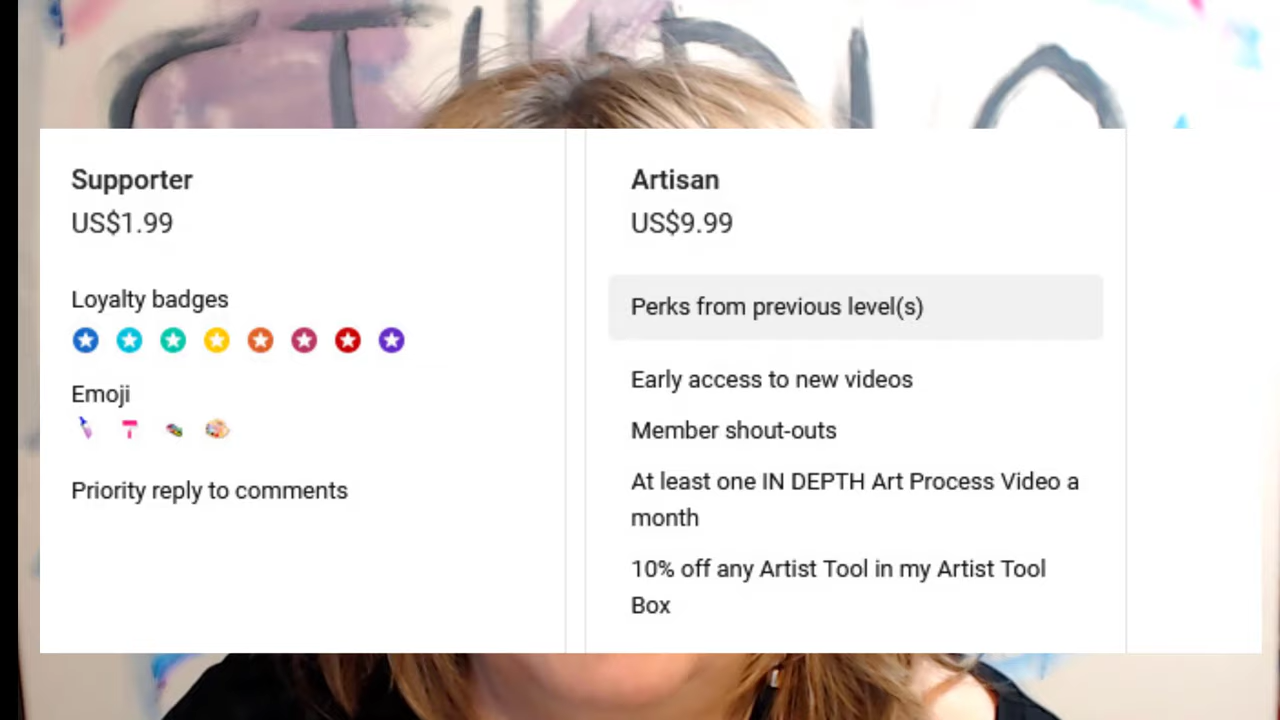 Supporter
US$1.99
Loyalty badges
Emoji
Priority reply to comments
Artisan
US$9.99
Perks from previous level(s)
Early access to new videos
Member shout-outs
At least one IN DEPTH Art Process Video a
month
10% off any Artist Tool in my Artist Tool
Box